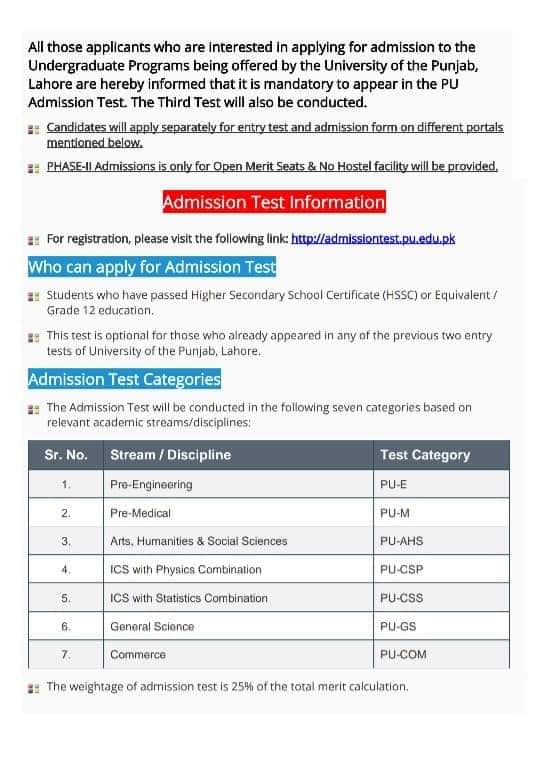 All those applicants who are interested in applying for admission to the
Undergraduate Programs being offered by the University of the Punjab,
Lahore are hereby informed that it is mandatory to appear in the PU
Admission Test. The Third Test will also be conducted.
Candidates will apply separately for entry test and admission form on different portals
mentioned below.
PHASE-II Admissions is only for Open Merit Seats & No Hostel facility will be provided.
Admission Test Information
For registration, please visit the following link: http://admissiontest.pu.edu.pk
Who can apply for Admission Test
Students who have passed Higher Secondary School Certificate (HSSC) or Equivalent /
Grade 12 education.
This test is optional for those who already appeared in any of the previous two entry
tests of University of the Punjab, Lahore.
Admission Test Categories
The Admission Test will be conducted in the following seven categories based on
relevant academic streams/disciplines:
Sr. No. Stream / Discipline Test Category
1. Pre-Engineering PU-E
2. Pre-Medical PU-M
3. Arts, Humanities & Social Sciences PU-AHS
4. ICS with Physics Combination PU-CSP
5. ICS with Statistics Combination PU-CSS
6. General Science PU-GS
7. Commerce PU-COM
The weightage of admission test is 25% of the total merit calculation.